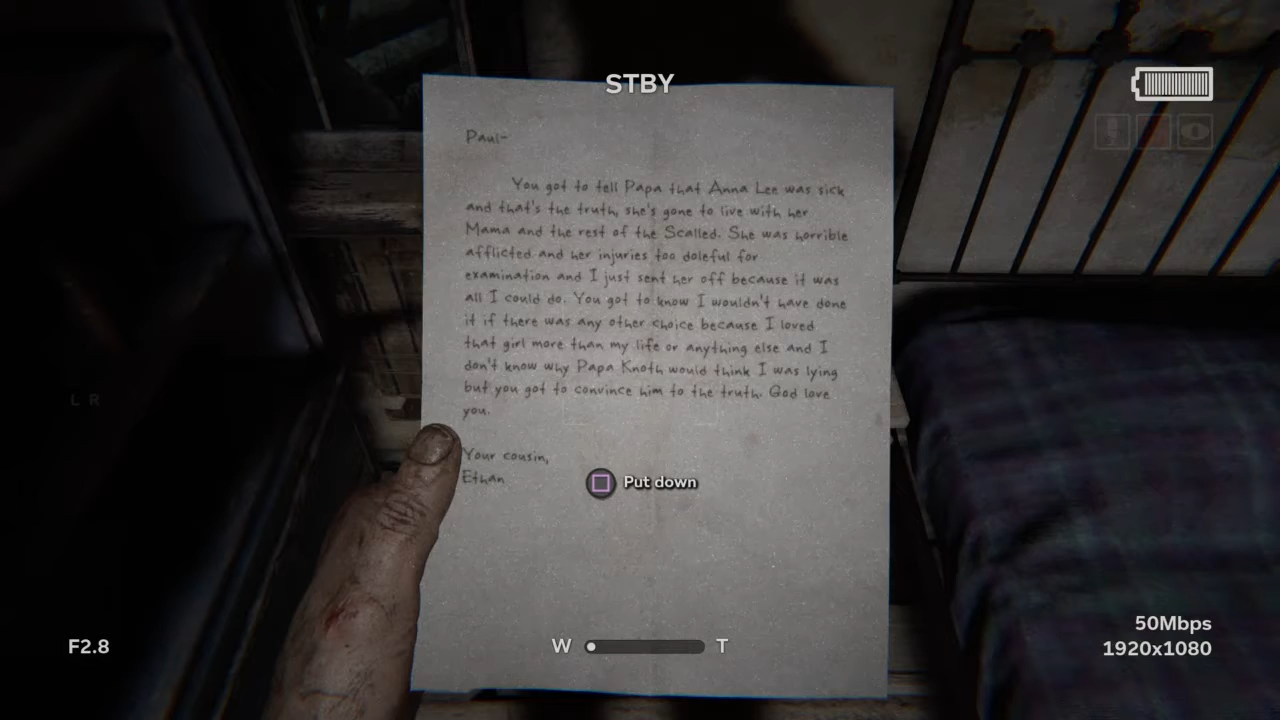 STBY
Paul-
You got to tell Papa that Anna Lee was sick
and that's the truth, she's gone to live with her
Mama and the rest of the Scalled. She was horrible
afflicted and her injuries too doleful for
examination and I just sent her off because it was
all I could do. You got to know I wouldn't have done
it if there was any other choice because I loved
that girl more than my life or anything else and I
don't know why Papa Knoth would think I was lying
but you got to convince him to the truth. God love
you.
L R
Your cousin,
Ethan
Put down
50Mbps
F2.8
W T
1920x1080